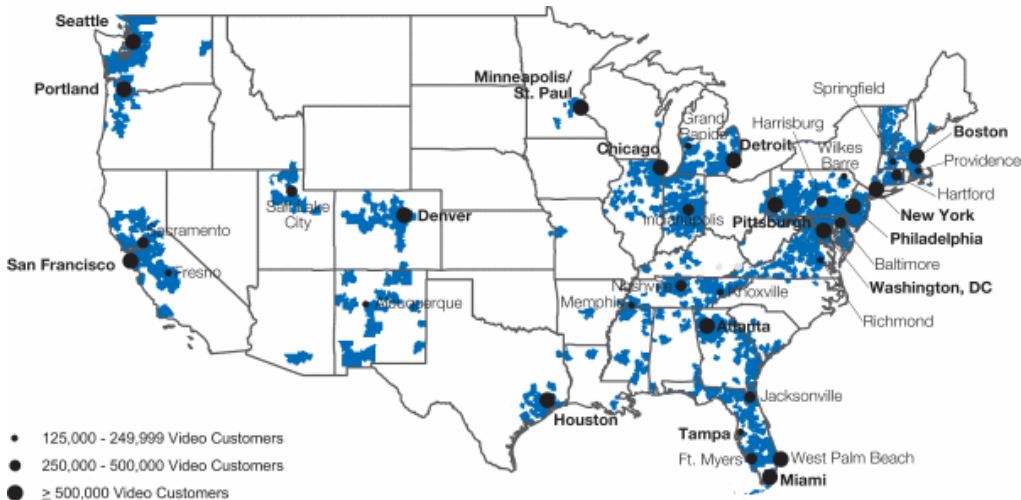 Seattle
Portland
Minneapolis/
St. Paul
Springfield
Grand
Rapids
Harrisburg
Boston
Chicago
Detroit
Wilkes
Barre
Providence
Salt Lake
City
Hartford
Denver
Indianapolis
Pittsburgh
New York
Sacramento
Philadelphia
San Francisco
Fresno
Baltimore
Nashville
Washington, DC
Albuquerque
Memphis
Knoxville
Richmond
Atlanta
Jacksonville
Houston
Tampa
Ft. Myers
West Palm Beach
Miami
125,000 - 249,999 Video Customers
250,000 - 500,000 Video Customers
≥ 500,000 Video Customers